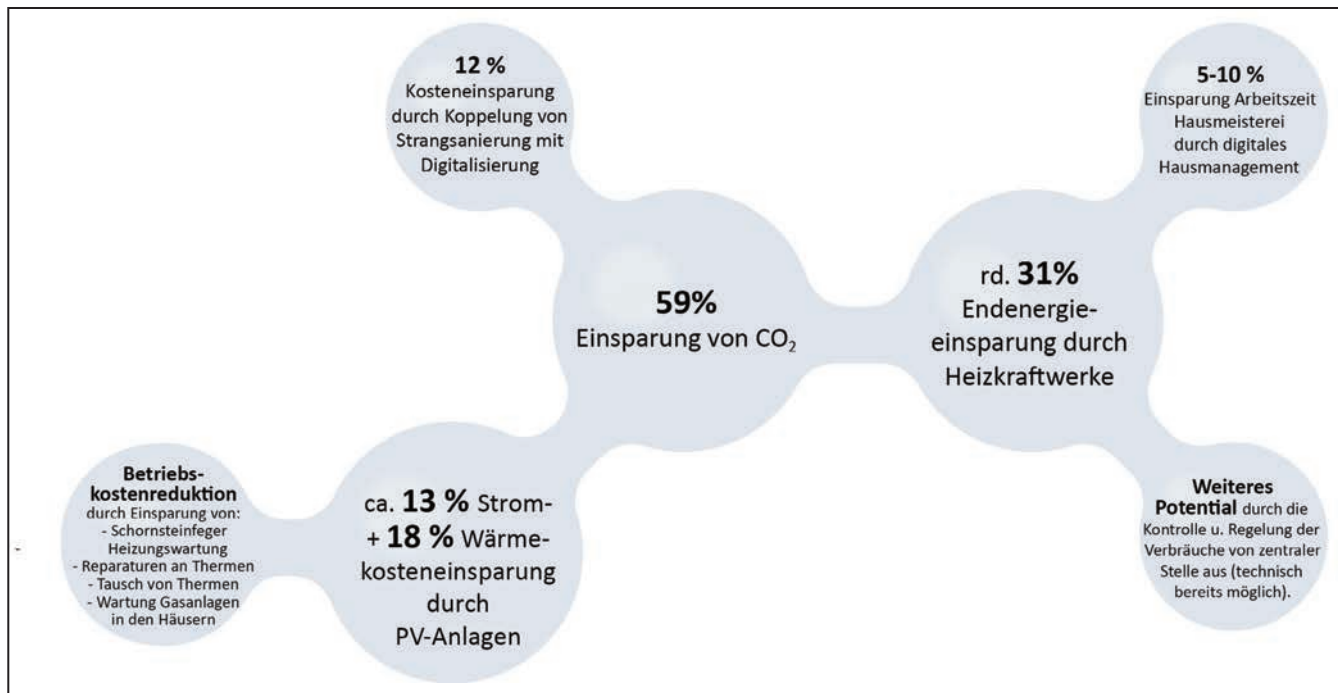 12 %
Kosteneinsparung
durch Koppelung von
Strangsanierung mit
Digitalisierung
5-10 %
Einsparung Arbeitszeit
Hausmeisterei
durch digitales
Hausmanagement
59%
Einsparung von CO₂
rd. 31%
Endenergie-
einsparung durch
Heizkraftwerke
Betriebs-
kostenreduktion
durch Einsparung von:
- Schornsteinfeger
Heizungswartung
- Reparaturen an Thermen
- Tausch von Thermen
- Wartung Gasanlagen
in den Häusern
ca. 13 % Strom-
+ 18 % Wärme-
kosteneinsparung
durch
PV-Anlagen
Weiteres
Potential durch die
Kontrolle u. Regelung der
Verbräuche von zentraler
Stelle aus (technisch
bereits möglich).